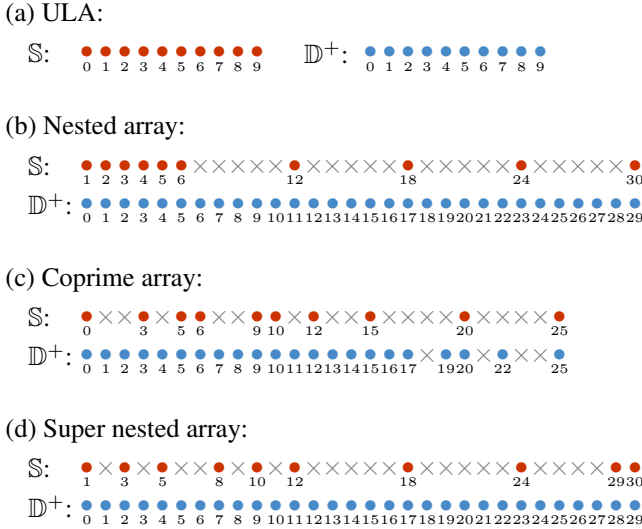 (a) ULA:
𝕊: 0 1 2 3 4 5 6 7 8 9 𝔻⁺: 0 1 2 3 4 5 6 7 8 9
(b) Nested array:
𝕊: 1 2 3 4 5 6 12 18 24 30
𝔻⁺: 0 1 2 3 4 5 6 7 8 9 10 11 12 13 14 15 16 17 18 19 20 21 22 23 24 25 26 27 28 29
(c) Coprime array:
𝕊: 0 3 5 6 9 10 12 15 20 25
𝔻⁺: 0 1 2 3 4 5 6 7 8 9 10 11 12 13 14 15 16 17 19 20 22 25
(d) Super nested array:
𝕊: 1 3 5 8 10 12 18 24 29 30
𝔻⁺: 0 1 2 3 4 5 6 7 8 9 10 11 12 13 14 15 16 17 18 19 20 21 22 23 24 25 26 27 28 29